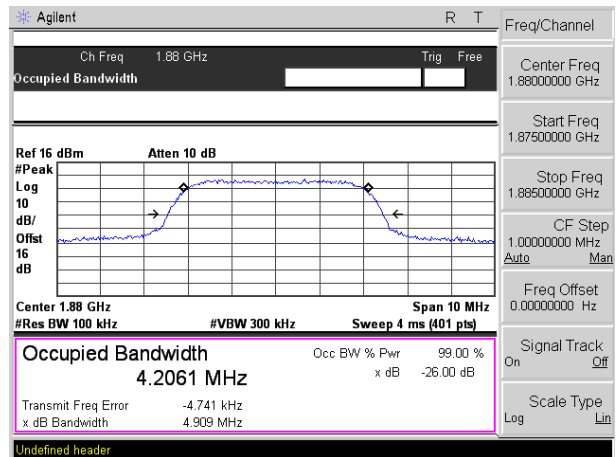 Agilent R T
Freq/Channel
Ch Freq 1.88 GHz Trig Free
Occupied Bandwidth
Center Freq
1.88000000 GHz
Start Freq
1.87500000 GHz
Stop Freq
1.88500000 GHz
CF Step
1.00000000 MHz
Auto Man
Freq Offset
0.00000000 Hz
Signal Track
On Off
Scale Type
Log Lin
Ref 16 dBm Atten 10 dB
#Peak
Log
10
dB/
Offst
16
dB
Center 1.88 GHz Span 10 MHz
#Res BW 100 kHz #VBW 300 kHz Sweep 4 ms (401 pts)
Occupied Bandwidth
4.2061 MHz
Occ BW % Pwr 99.00 %
x dB -26.00 dB
Transmit Freq Error -4.741 kHz
x dB Bandwidth 4.909 MHz
Undefined header